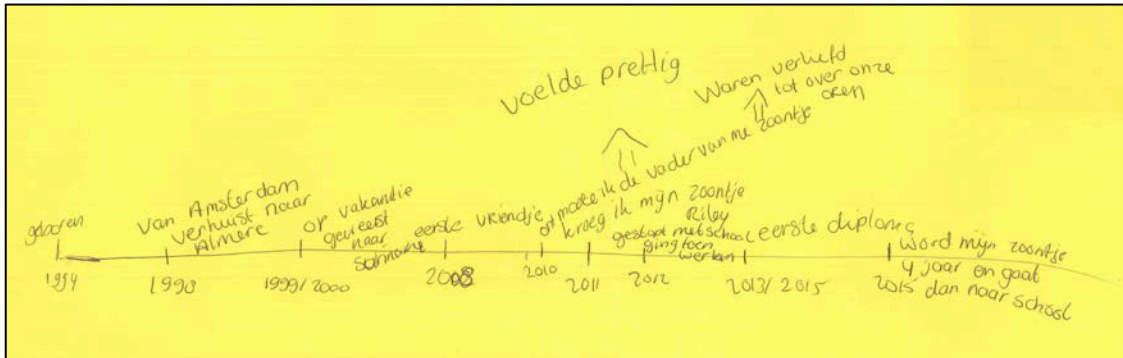 voelde prettig
Waren verliefd
tot over onze
oren
geboren
1994
van Amsterdam
verhuist naar
Almere
1998
op vakantie
geweest
naar
Suriname
1999/2000
eerste vriendje
2008
ontmoete ik de vader van me zoontje
2010
kroeg ik mijn zoontje
Riley
2011
gestopt met school
ging toen
werken
2012
eerste diploma
2013/2015
word mijn zoontje
4 jaar en gaat
dan naar school
2015